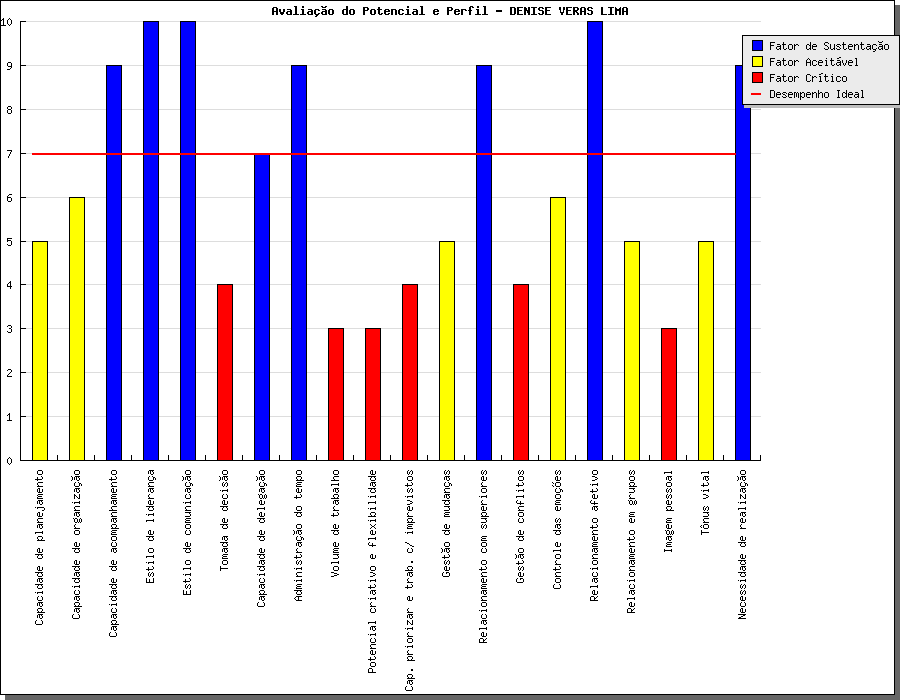 Avaliação do Potencial e Perfil - DENISE VERAS LIMA
10
9
8
7
6
5
4
3
2
1
0
Fator de Sustentação
Fator Aceitável
Fator Crítico
Desempenho Ideal
Capacidade de planejamento
Capacidade de organização
Capacidade de acompanhamento
Estilo de liderança
Estilo de comunicação
Tomada de decisão
Capacidade de delegação
Administração do tempo
Volume de trabalho
Potencial criativo e flexibilidade
Cap. priorizar e trab. c/ imprevistos
Gestão de mudanças
Relacionamento com superiores
Gestão de conflitos
Controle das emoções
Relacionamento afetivo
Relacionamento em grupos
Imagem pessoal
Tônus vital
Necessidade de realização